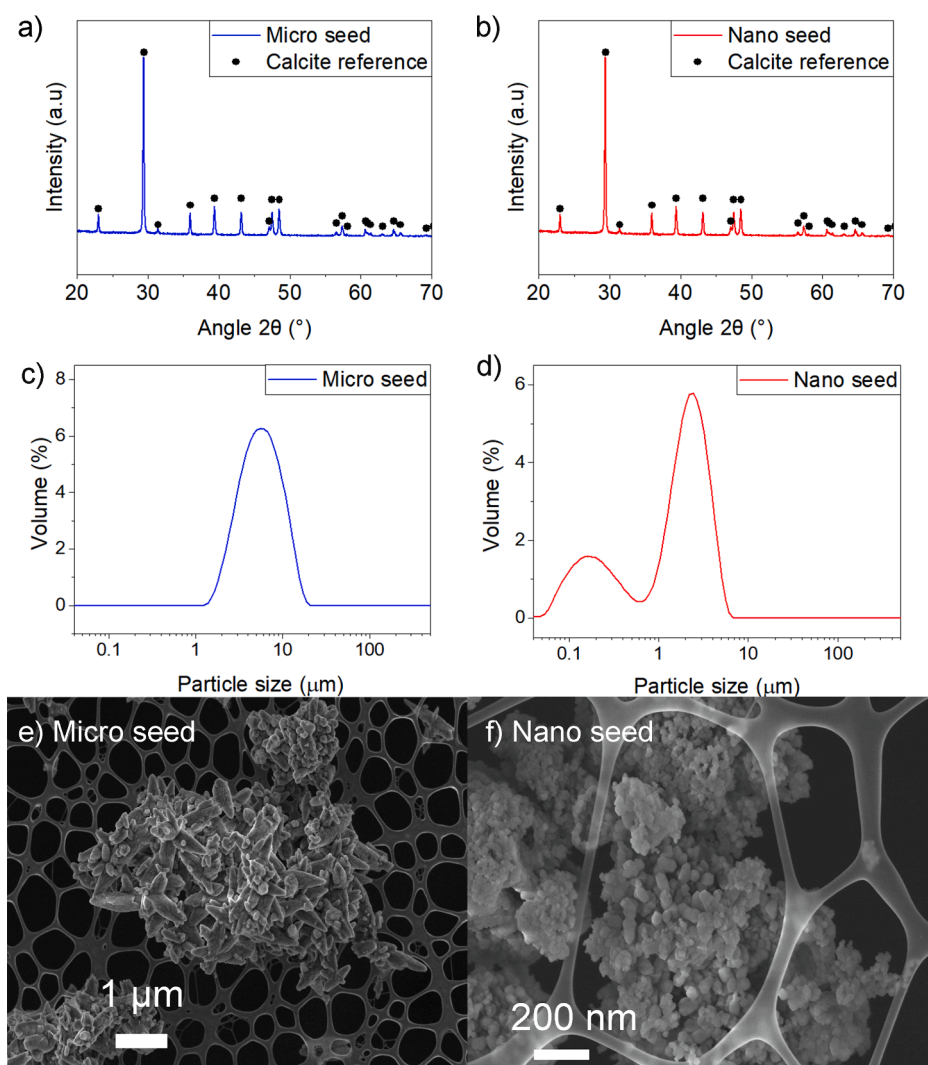 a)
Micro seed
Calcite reference
Intensity (a.u)
20 30 40 50 60 70
Angle 2θ (°)
b)
Nano seed
Calcite reference
Intensity (a.u)
20 30 40 50 60 70
Angle 2θ (°)
c)
Micro seed
Volume (%)
8
6
4
2
0
0.1 1 10 100
Particle size (μm)
d)
Nano seed
Volume (%)
6
4
2
0
0.1 1 10 100
Particle size (μm)
e) Micro seed
1 μm
f) Nano seed
200 nm